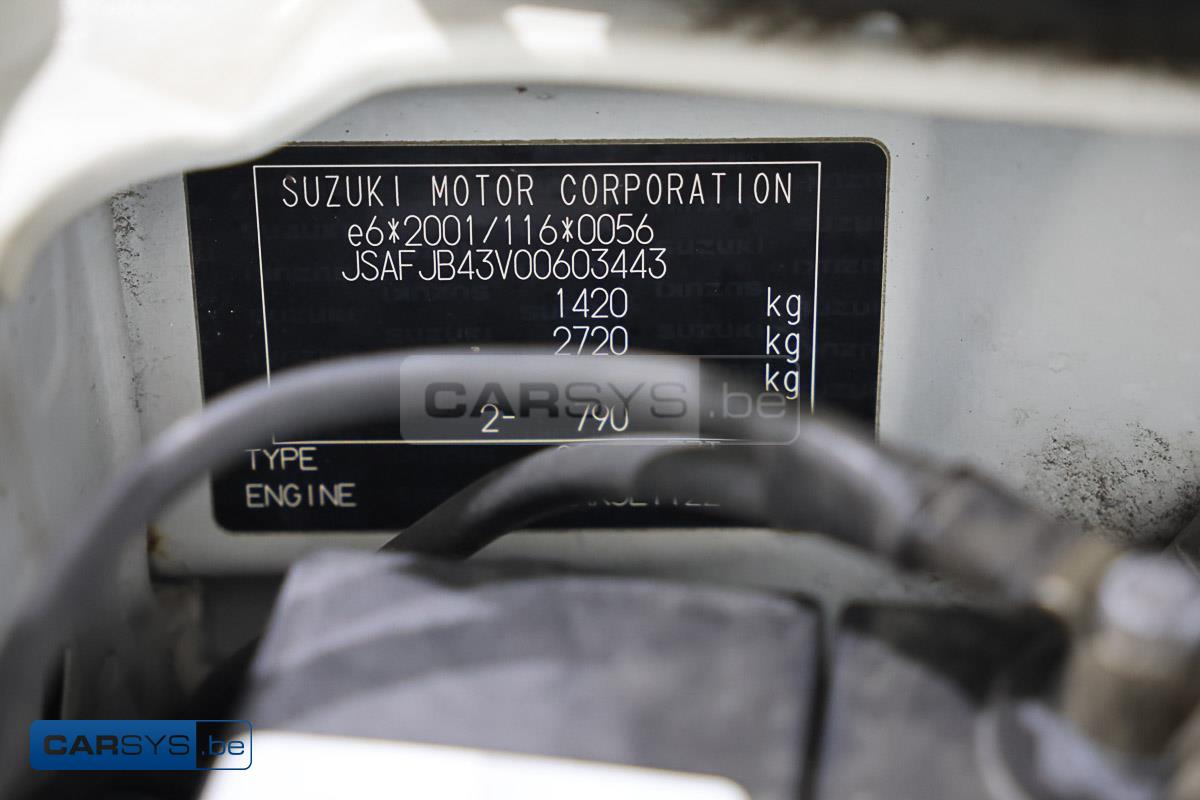 SUZUKI MOTOR CORPORATION
e6*2001/116*0056
JSAFJB43V00603443
1420 kg
2720 kg
kg
CARSYS.be
2- 790
TYPE
ENGINE
CARSYS.be